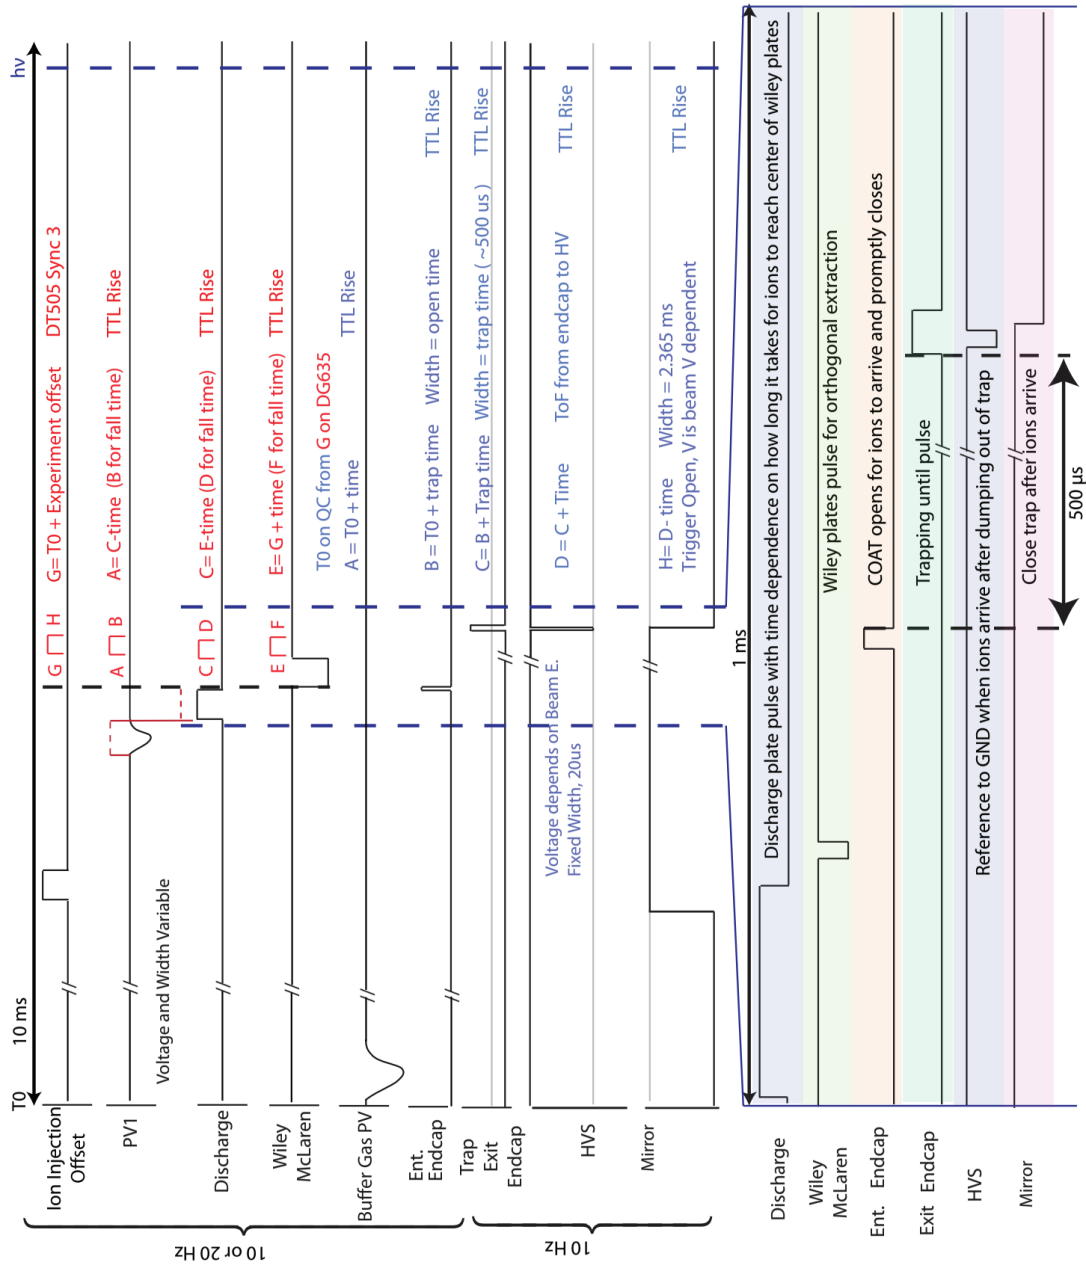 T0
10 ms
hν
Ion Injection
Offset
G
H
G= T0 + Experiment offset
DT505 Sync 3
PV1
A
B
A= C-time (B for fall time)
TTL Rise
Voltage and Width Variable
Discharge
C
D
C= E-time (D for fall time)
TTL Rise
Wiley
McLaren
E
F
E= G + time (F for fall time)
TTL Rise
T0 on QC from G on DG635
Buffer Gas PV
A = T0 + time
TTL Rise
Ent.
Endcap
B = T0 + trap time
Width = open time
TTL Rise
Trap
Exit
Endcap
C= B + Trap time
Width = trap time ( ~500 us )
TTL Rise
HVS
Voltage depends on Beam E.
Fixed Width, 20us
D = C + Time
ToF from endcap to HV
TTL Rise
Mirror
H= D - time
Width = 2.365 ms
TTL Rise
Trigger Open, V is beam V dependent
10 or 20 Hz
10 Hz
1 ms
Discharge
Discharge plate pulse with time dependence on how long it takes for ions to reach center of wiley plates
Wiley
McLaren
Wiley plates pulse for orthogonal extraction
Ent. Endcap
COAT opens for ions to arrive and promptly closes
Exit Endcap
Trapping until pulse
HVS
Reference to GND when ions arrive after dumping out of trap
Mirror
Close trap after ions arrive
500 µs